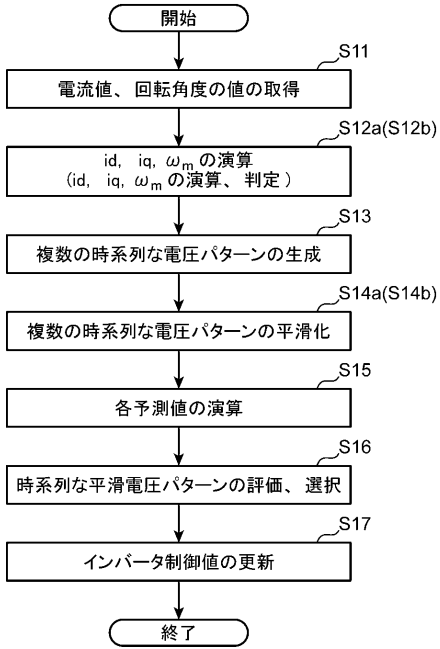 開始
S11
電流値、回転角度の値の取得
S12a(S12b)
id, iq, ωmの演算
(id, iq, ωmの演算、判定)
S13
複数の時系列な電圧パターンの生成
S14a(S14b)
複数の時系列な電圧パターンの平滑化
S15
各予測値の演算
S16
時系列な平滑電圧パターンの評価、選択
S17
インバータ制御値の更新
終了